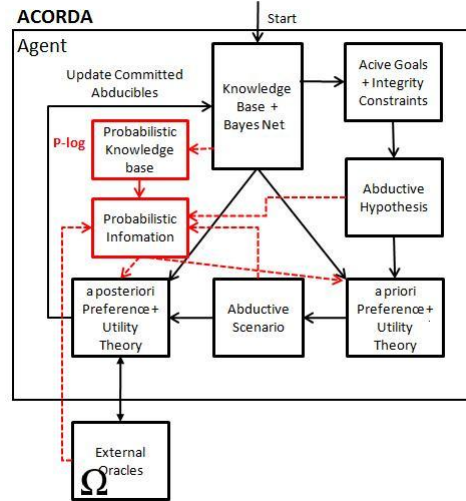 ACORDA
Start
Agent
Update Committed
Abducibles
Knowledge
Base +
Bayes Net
Acive Goals
+ Integrity
Constraints
P-log
Probabilistic
Knowledge
base
Probabilistic
Infomation
Abductive
Hypothesis
a posteriori
Preference+
Utility
Theory
Abductive
Scenario
a priori
Preference+
Utility
Theory
External
Oracles
Ω